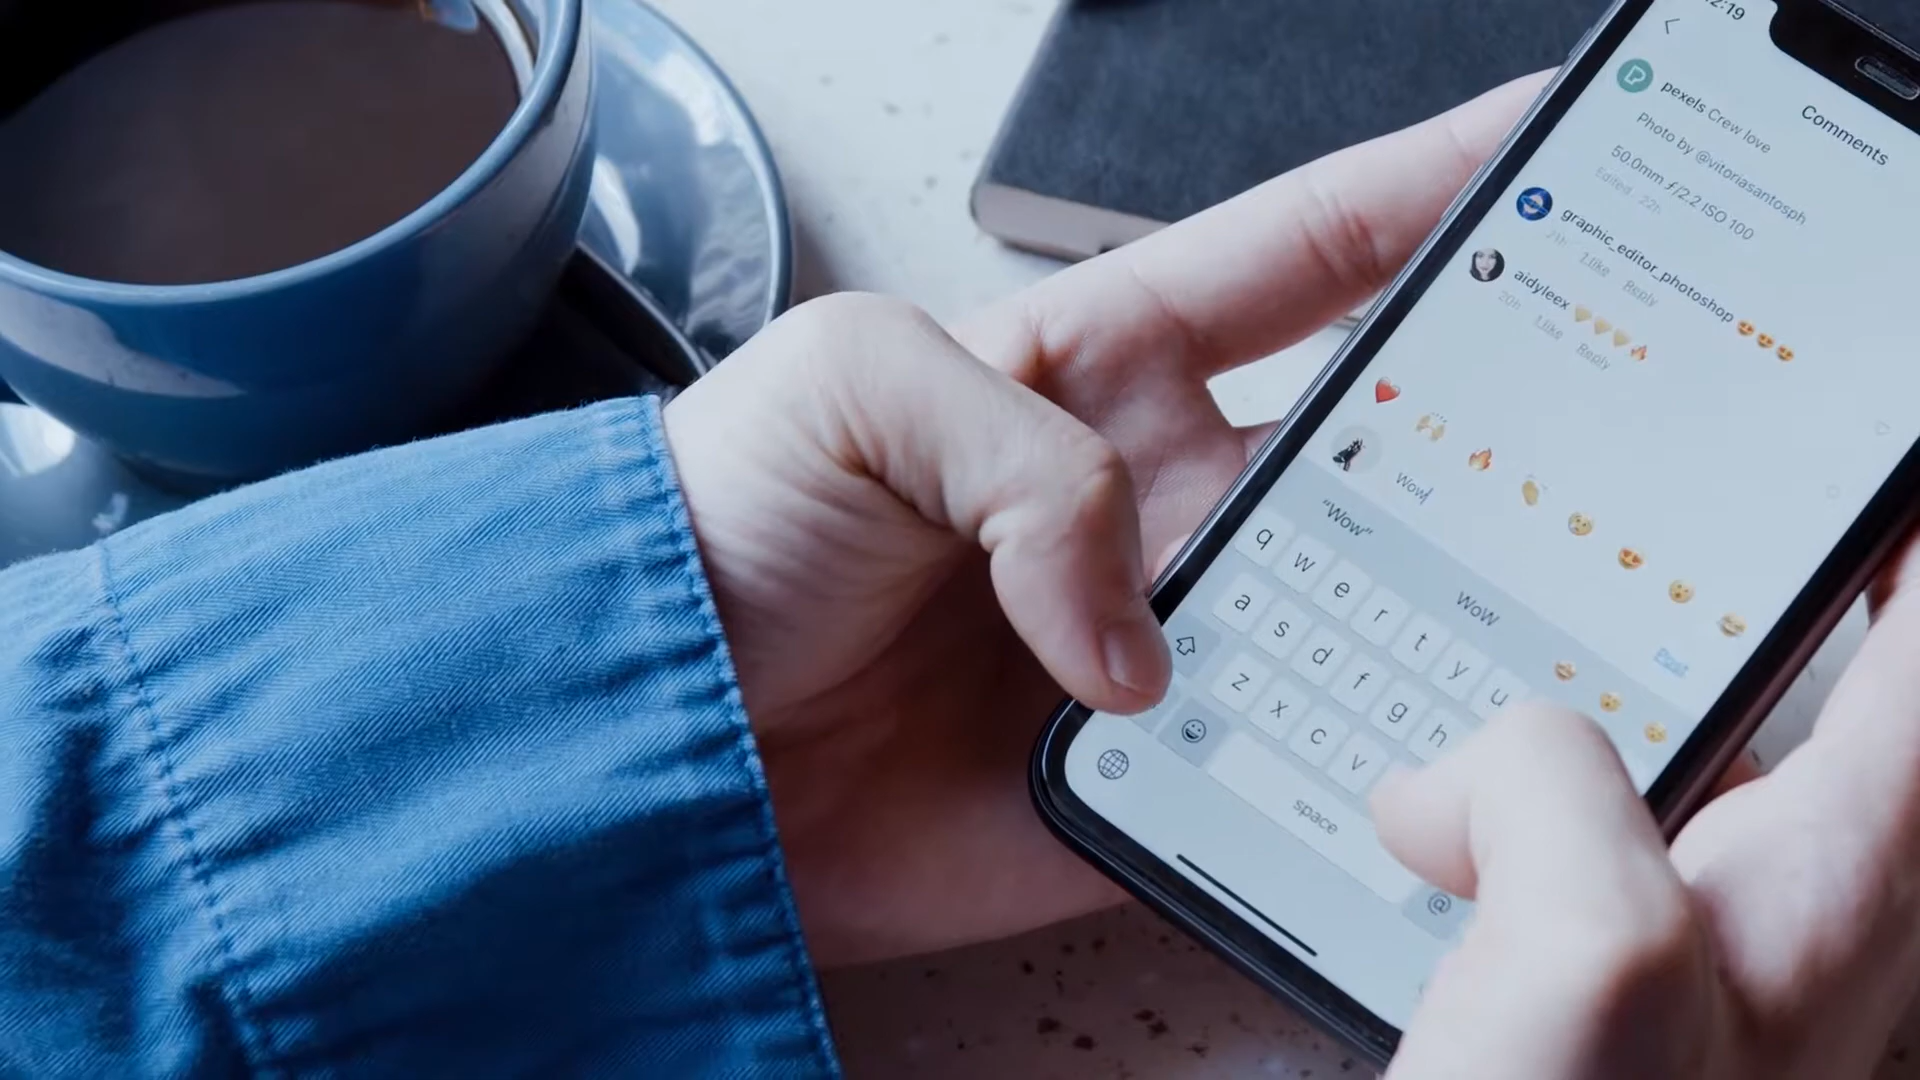 2:19
Comments
pexels Crew love
Photo by @vitoriasantosph
50.0mm ƒ/2.2 ISO 100
Edited · 22h
graphic_editor_photoshop 😍😍😍
21h 1 like Reply
aidyleex 💛💛💛🔥
20h 1 like Reply
Wow
Post
“Wow”
WoW
q w e r t y u
a s d f g h
z x c v
space
@